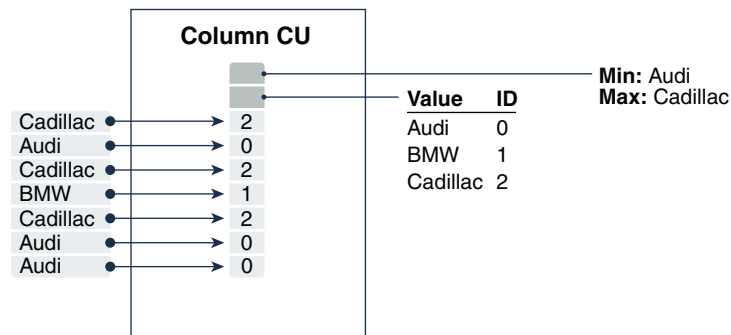 Column CU
Min: Audi
Max: Cadillac
Value ID
Audi 0
BMW 1
Cadillac 2
Cadillac 2
Audi 0
Cadillac 2
BMW 1
Cadillac 2
Audi 0
Audi 0